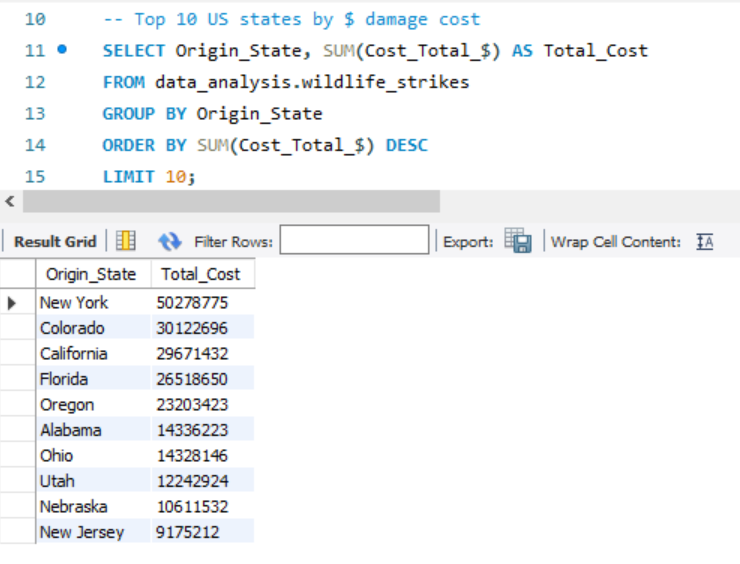 10 -- Top 10 US states by $ damage cost
11 SELECT Origin_State, SUM(Cost_Total_$) AS Total_Cost
12 FROM data_analysis.wildlife_strikes
13 GROUP BY Origin_State
14 ORDER BY SUM(Cost_Total_$) DESC
15 LIMIT 10;
Result Grid Filter Rows: Export: Wrap Cell Content: IA
Origin_State Total_Cost
New York 50278775
Colorado 30122696
California 29671432
Florida 26518650
Oregon 23203423
Alabama 14336223
Ohio 14328146
Utah 12242924
Nebraska 10611532
New Jersey 9175212